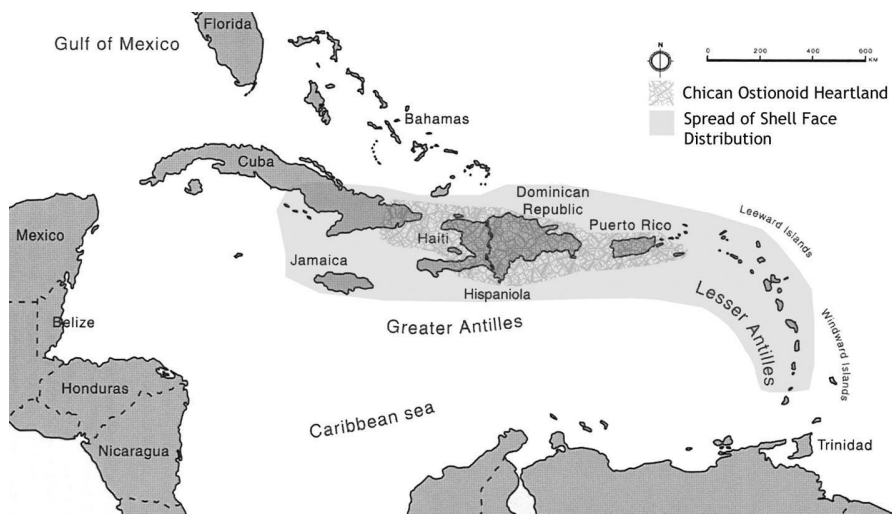 Florida
Gulf of Mexico
N
0 200 400 600
KM
Chican Ostionoid Heartland
Spread of Shell Face
Distribution
Bahamas
Cuba
Dominican
Republic
Puerto Rico
Leeward Islands
Mexico
Haiti
Jamaica
Hispaniola
Lesser Antilles
Belize
Greater Antilles
Windward Islands
Honduras
Caribbean sea
Nicaragua
Trinidad